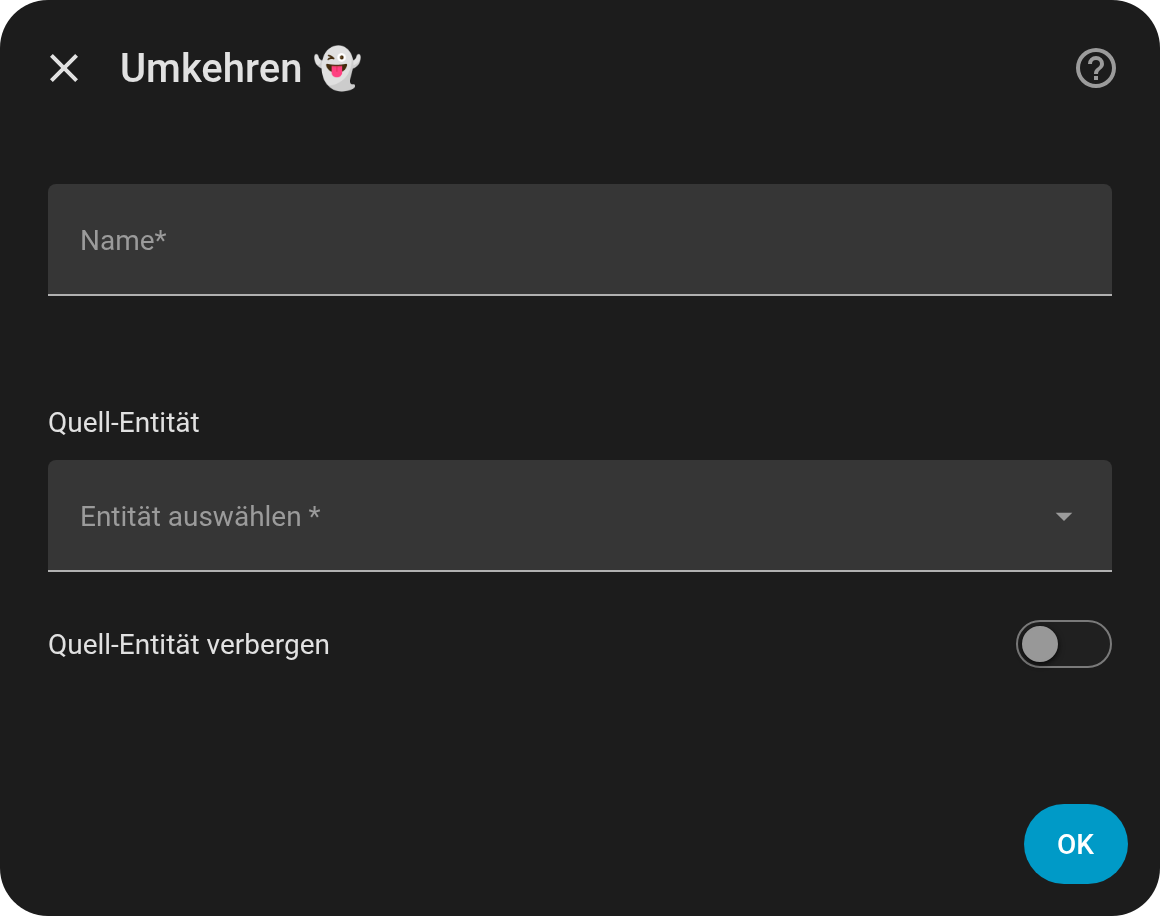 Umkehren 👻
Name*
Quell-Entität
Entität auswählen *
Quell-Entität verbergen
OK